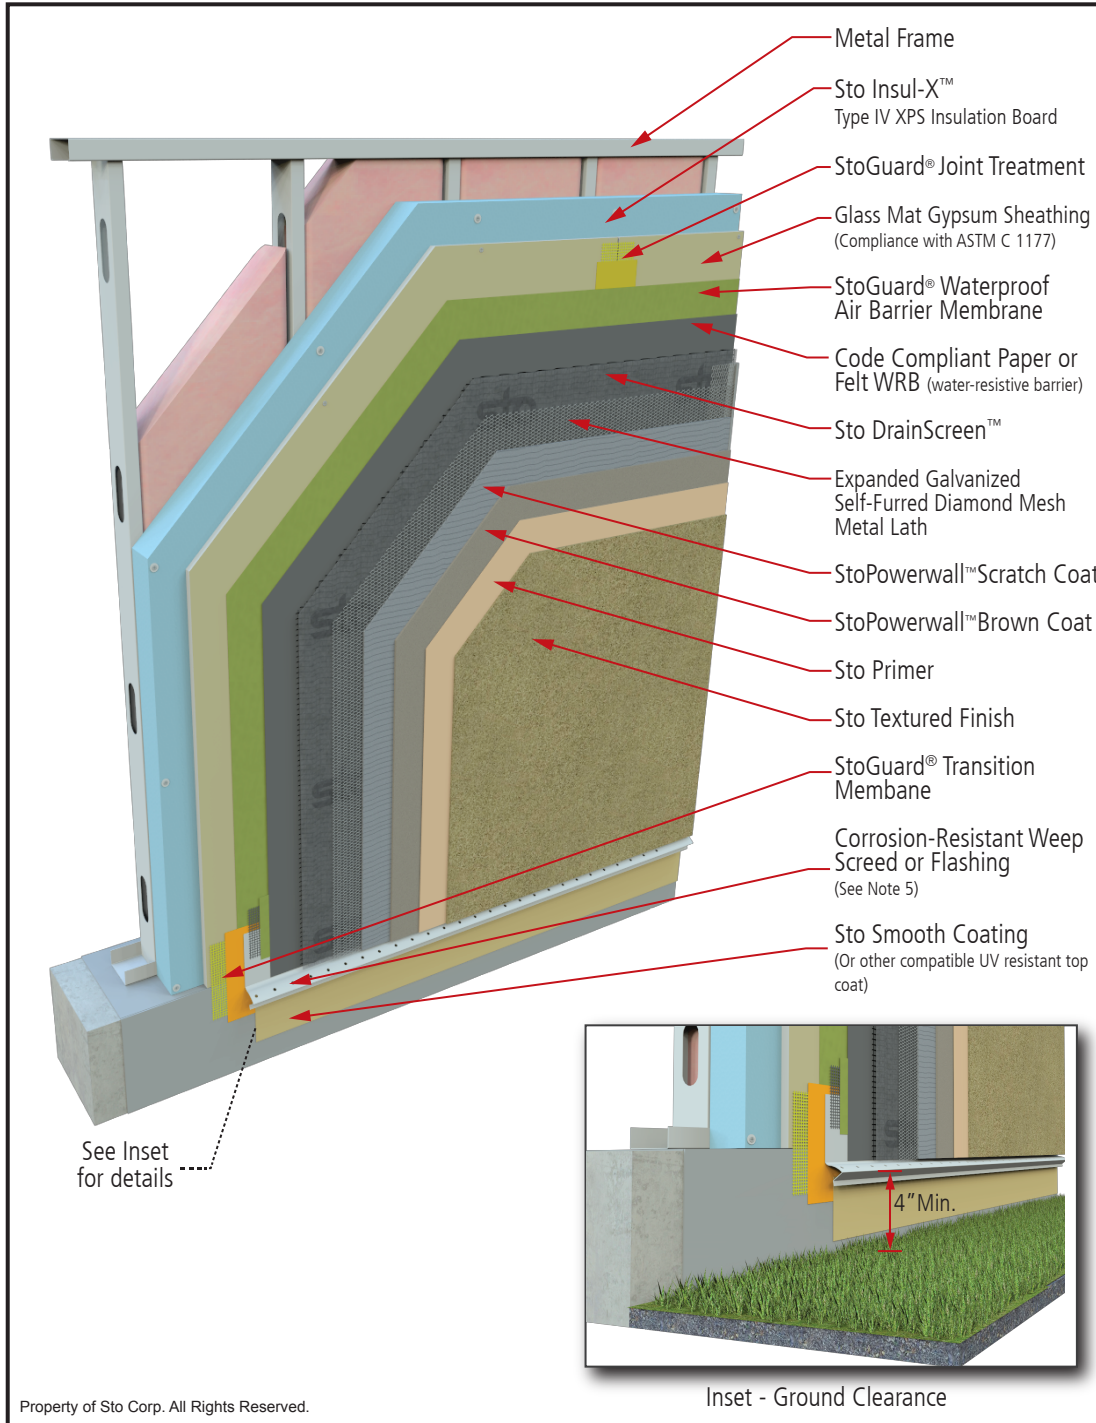 Metal Frame
Sto Insul-X™
Type IV XPS Insulation Board
StoGuard® Joint Treatment
Glass Mat Gypsum Sheathing
(Compliance with ASTM C 1177)
StoGuard® Waterproof
Air Barrier Membrane
Code Compliant Paper or
Felt WRB (water-resistive barrier)
Sto DrainScreen™
Expanded Galvanized
Self-Furred Diamond Mesh
Metal Lath
StoPowerwall™ Scratch Coat
StoPowerwall™ Brown Coat
Sto Primer
Sto Textured Finish
StoGuard® Transition
Membane
Corrosion-Resistant Weep
Screed or Flashing
(See Note 5)
Sto Smooth Coating
(Or other compatible UV resistant top
coat)
See Inset
for details
4” Min.
Inset - Ground Clearance
Property of Sto Corp. All Rights Reserved.